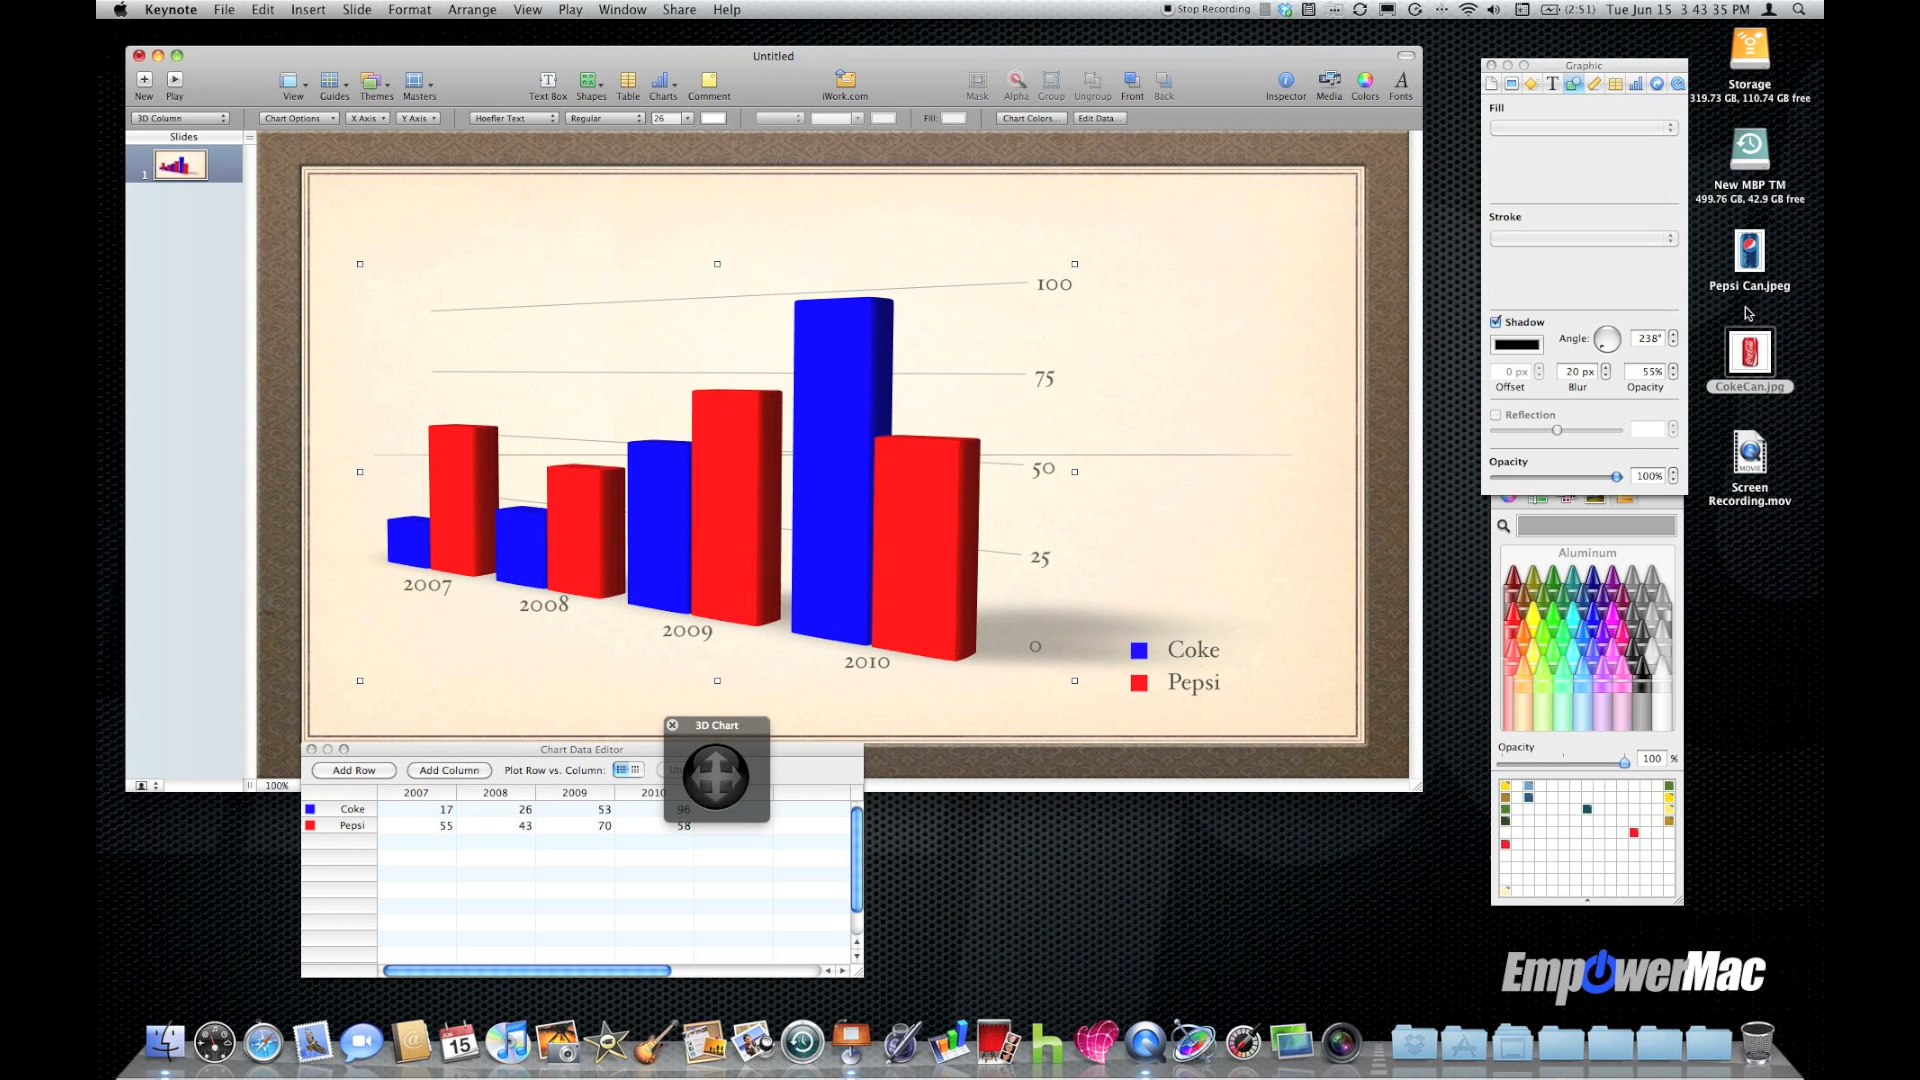 Keynote File Edit Insert Slide Format Arrange View Play Window Share Help
Stop Recording (2:51) Tue Jun 15 3 43 35 PM
Untitled
New Play View Guides Themes Masters Text Box Shapes Table Charts Comment iWork.com Mask Alpha Group Ungroup Front Back Inspector Media Colors Fonts
3D Column Chart Options X Axis Y Axis Hoefler Text Regular 26 Fill: Chart Colors... Edit Data...
Slides
1
100
75
50
25
0
2007
2008
2009
2010
Coke
Pepsi
100%
3D Chart
Chart Data Editor
Add Row Add Column Plot Row vs. Column:
2007 2008 2009 2010
Coke 17 26 53 96
Pepsi 55 43 70 58
Graphic
Fill
Stroke
Shadow
Angle: 238°
0 px 20 px 55%
Offset Blur Opacity
Reflection
Opacity
100%
Aluminum
Opacity
100 %
Storage
319.73 GB, 110.74 GB free
New MBP TM
499.76 GB, 42.9 GB free
Pepsi Can.jpeg
CokeCan.jpg
MOVIE
Screen
Recording.mov
EmpowerMac
15